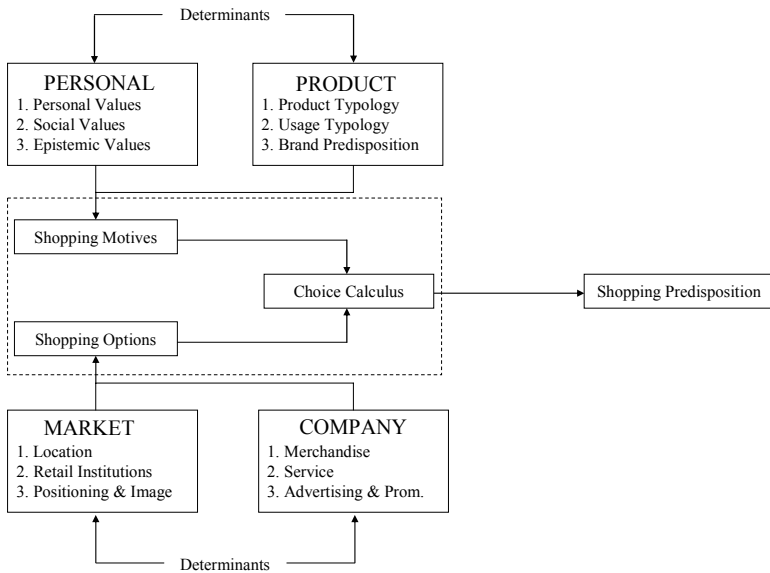 Determinants
PERSONAL
1. Personal Values
2. Social Values
3. Epistemic Values
PRODUCT
1. Product Typology
2. Usage Typology
3. Brand Predisposition
Shopping Motives
Choice Calculus
Shopping Predisposition
Shopping Options
MARKET
1. Location
2. Retail Institutions
3. Positioning & Image
COMPANY
1. Merchandise
2. Service
3. Advertising & Prom.
Determinants